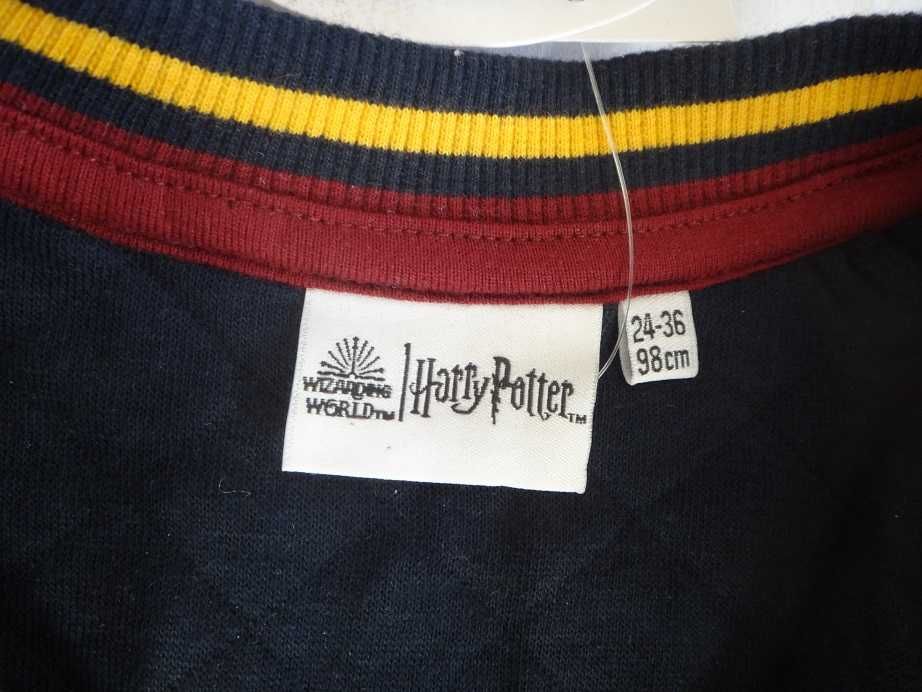 WIZARDING
WORLD™
Harry Potter™
24-36
98cm